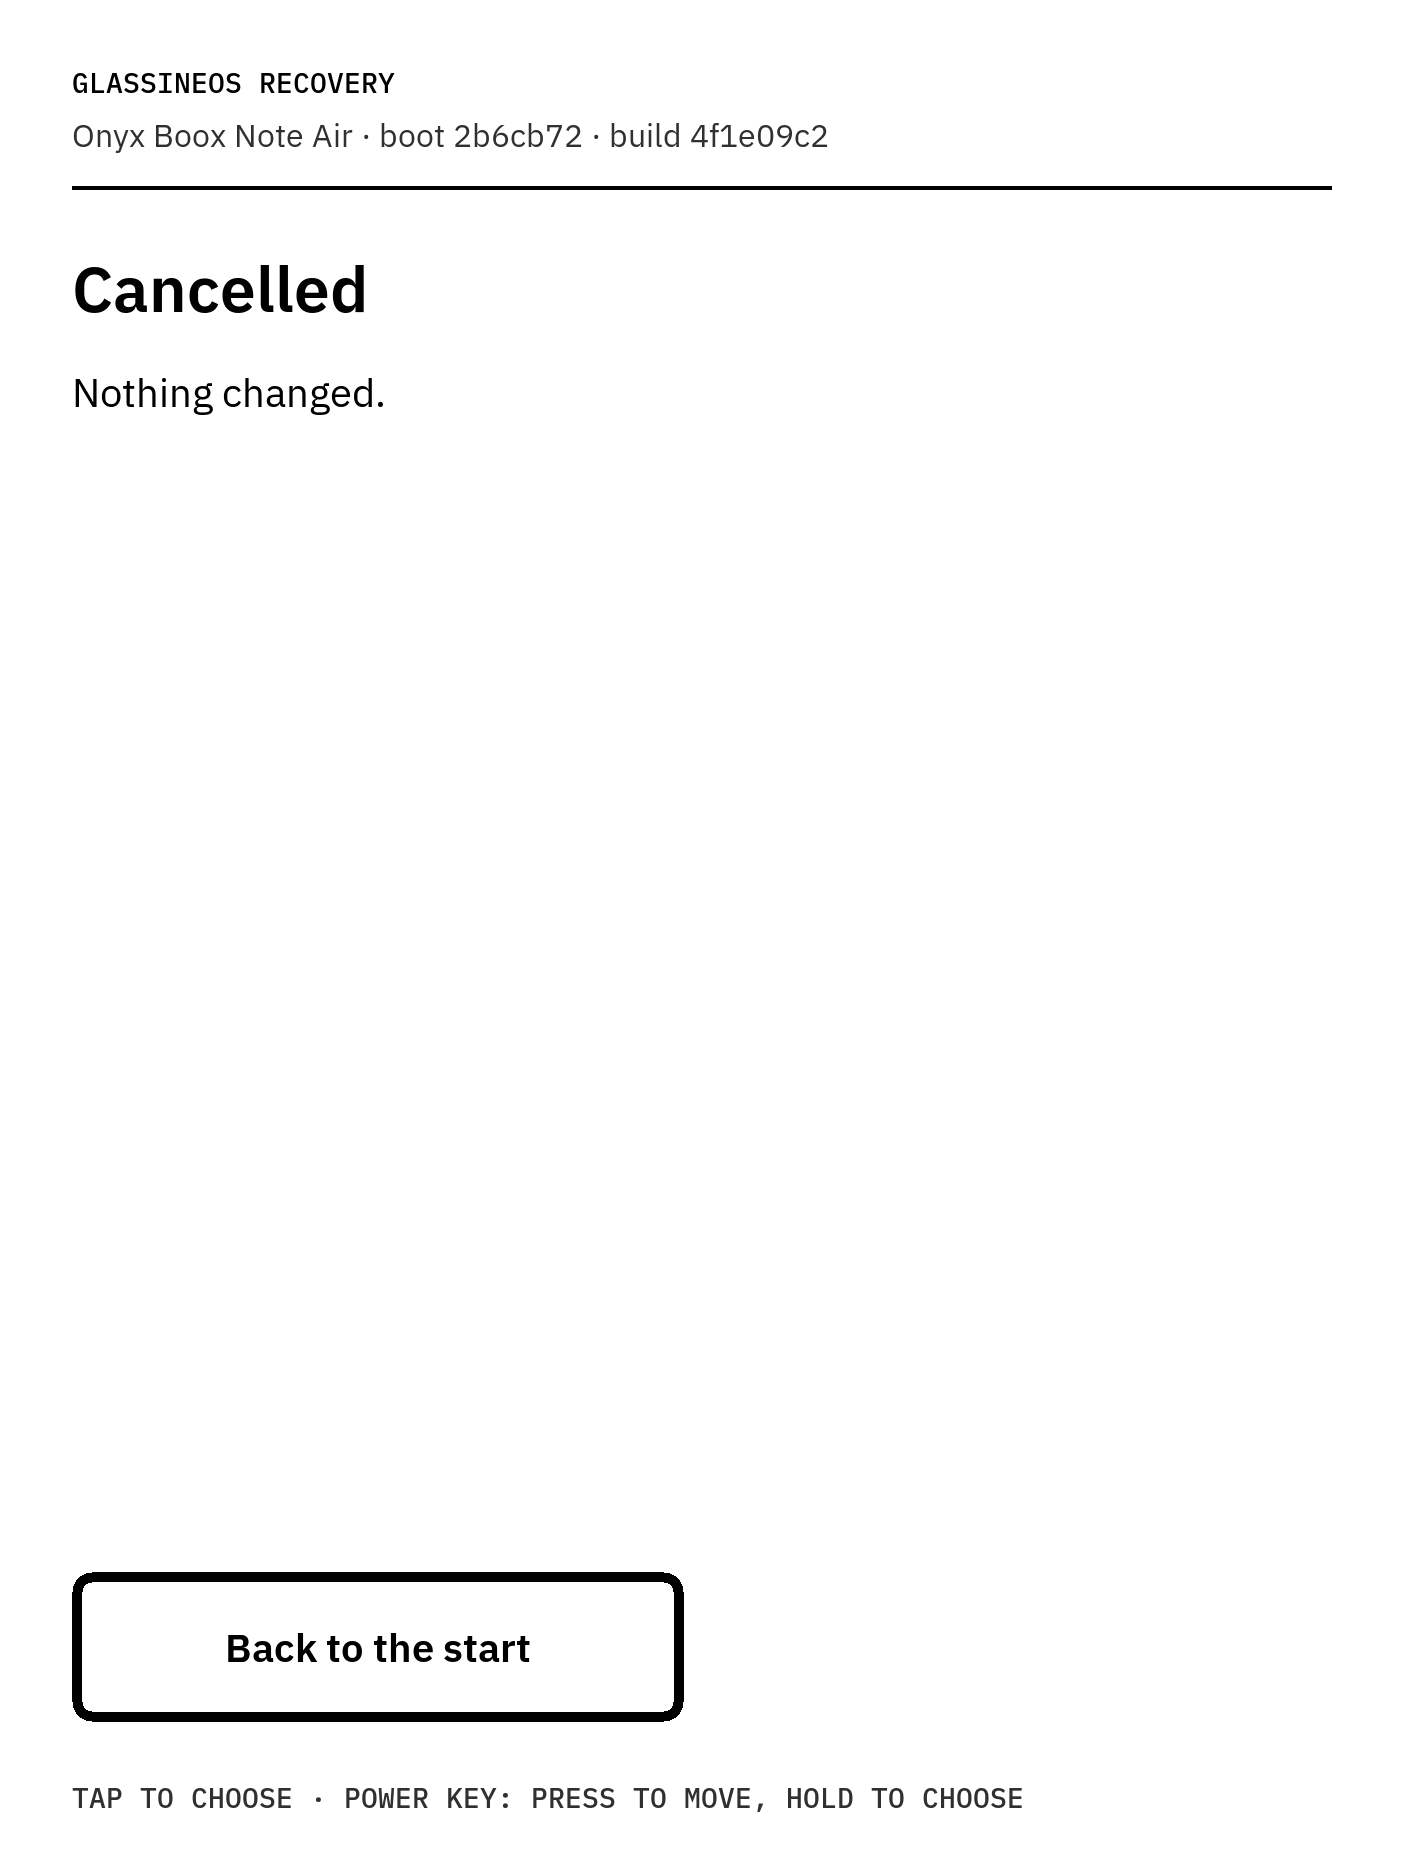 GLASSINEOS RECOVERY
Onyx Boox Note Air · boot 2b6cb72 · build 4f1e09c2
Cancelled
Nothing changed.
Back to the start
TAP TO CHOOSE · POWER KEY: PRESS TO MOVE, HOLD TO CHOOSE